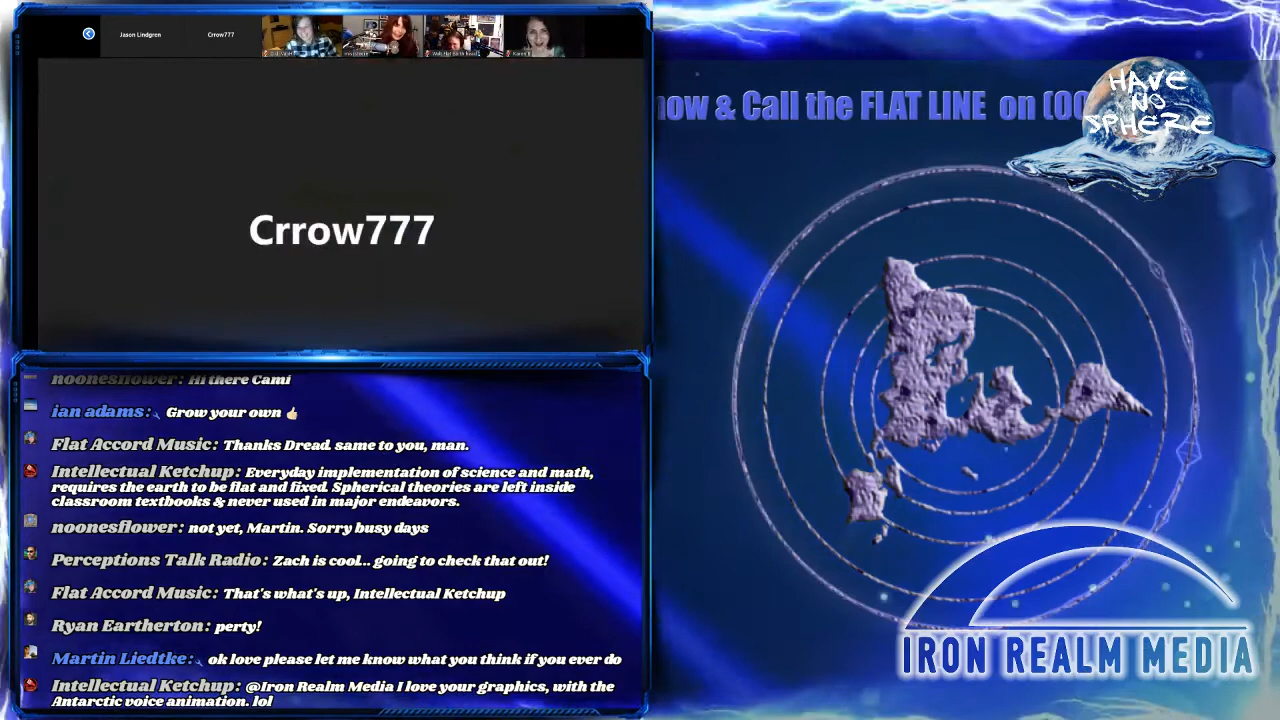 Jason Lindgren
Crrow777
Crrow777
now & Call the FLAT LINE on (00
HAVE
NO
SPHERE
noonesflower: Hi there Cami
ian adams: Grow your own 👍🏼
Flat Accord Music: Thanks Dread. same to you, man.
Intellectual Ketchup: Everyday implementation of science and math,
requires the earth to be flat and fixed. Spherical theories are left inside
classroom textbooks & never used in major endeavors.
noonesflower: not yet, Martin. Sorry busy days
Perceptions Talk Radio: Zach is cool... going to check that out!
Flat Accord Music: That's what's up, Intellectual Ketchup
Ryan Eartherton: perty!
Martin Liedtke: ok love please let me know what you think if you ever do
Intellectual Ketchup: @Iron Realm Media I love your graphics, with the
Antarctic voice animation. lol
IRON REALM MEDIA